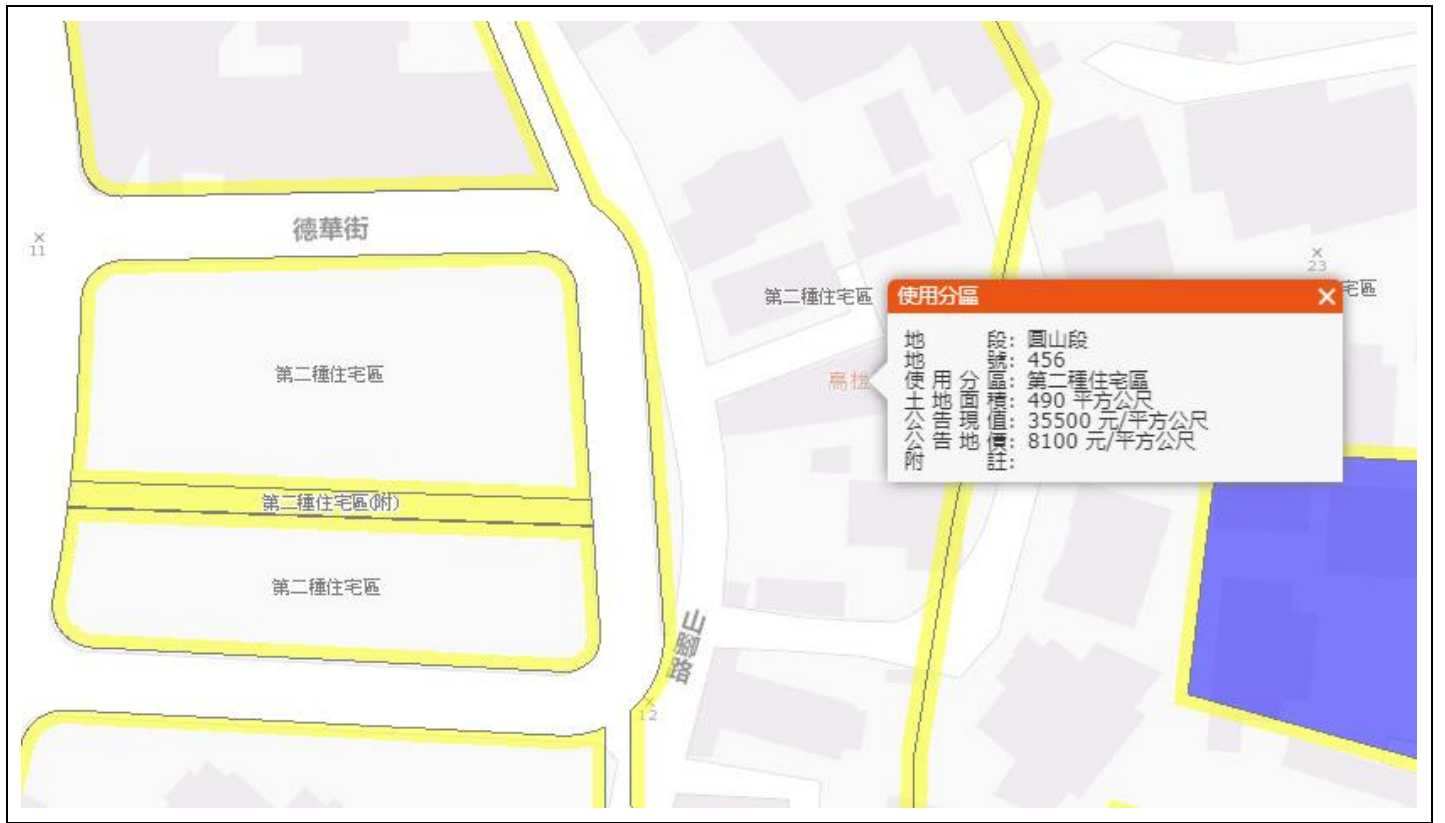 德華街
×
11
×
23
第二種住宅區
使用分區
×
宅區
地 段: 圓山段
地 號: 456
使用分區: 第二種住宅區
土地面積: 490 平方公尺
公告現值: 35500 元/平方公尺
公告地價: 8100 元/平方公尺
附 註:
第二種住宅區
高雄
第二種住宅區(附)
第二種住宅區
山腳路
×
12